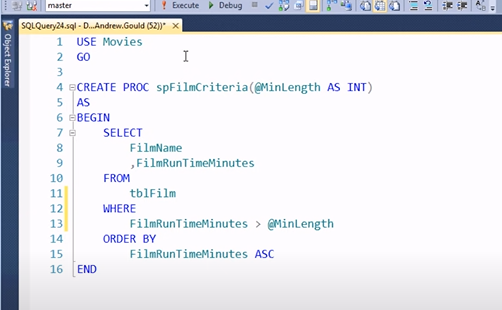 master
Execute
Debug
SQLQuery24.sql - D...Andrew.Gould (52))*
Object Explorer
1 USE Movies
2 GO
3
4 CREATE PROC spFilmCriteria(@MinLength AS INT)
5 AS
6 BEGIN
7 SELECT
8 FilmName
9 ,FilmRunTimeMinutes
10 FROM
11 tblFilm
12 WHERE
13 FilmRunTimeMinutes > @MinLength
14 ORDER BY
15 FilmRunTimeMinutes ASC
16 END